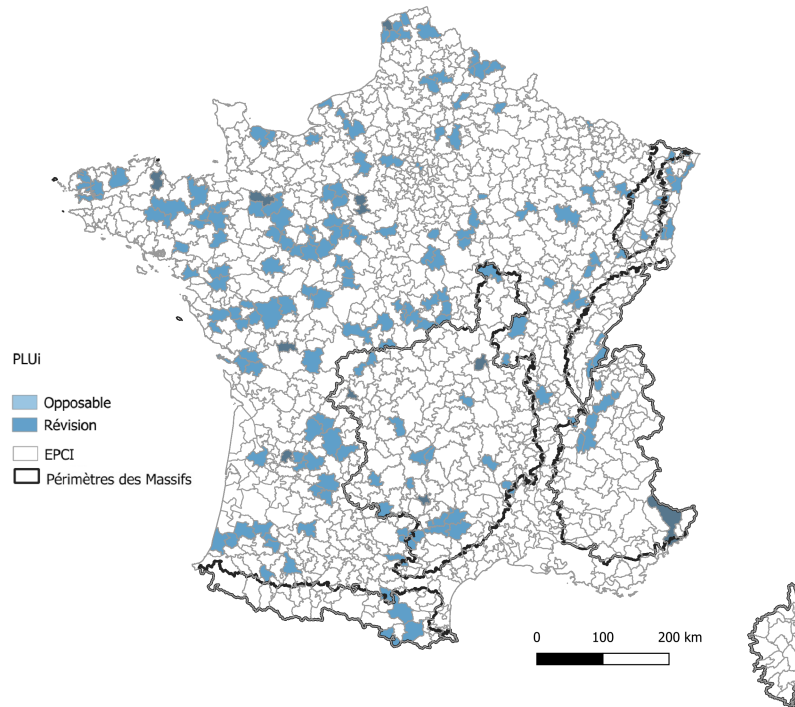 PLUi
Opposable
Révision
EPCI
Périmètres des Massifs
0 100 200 km